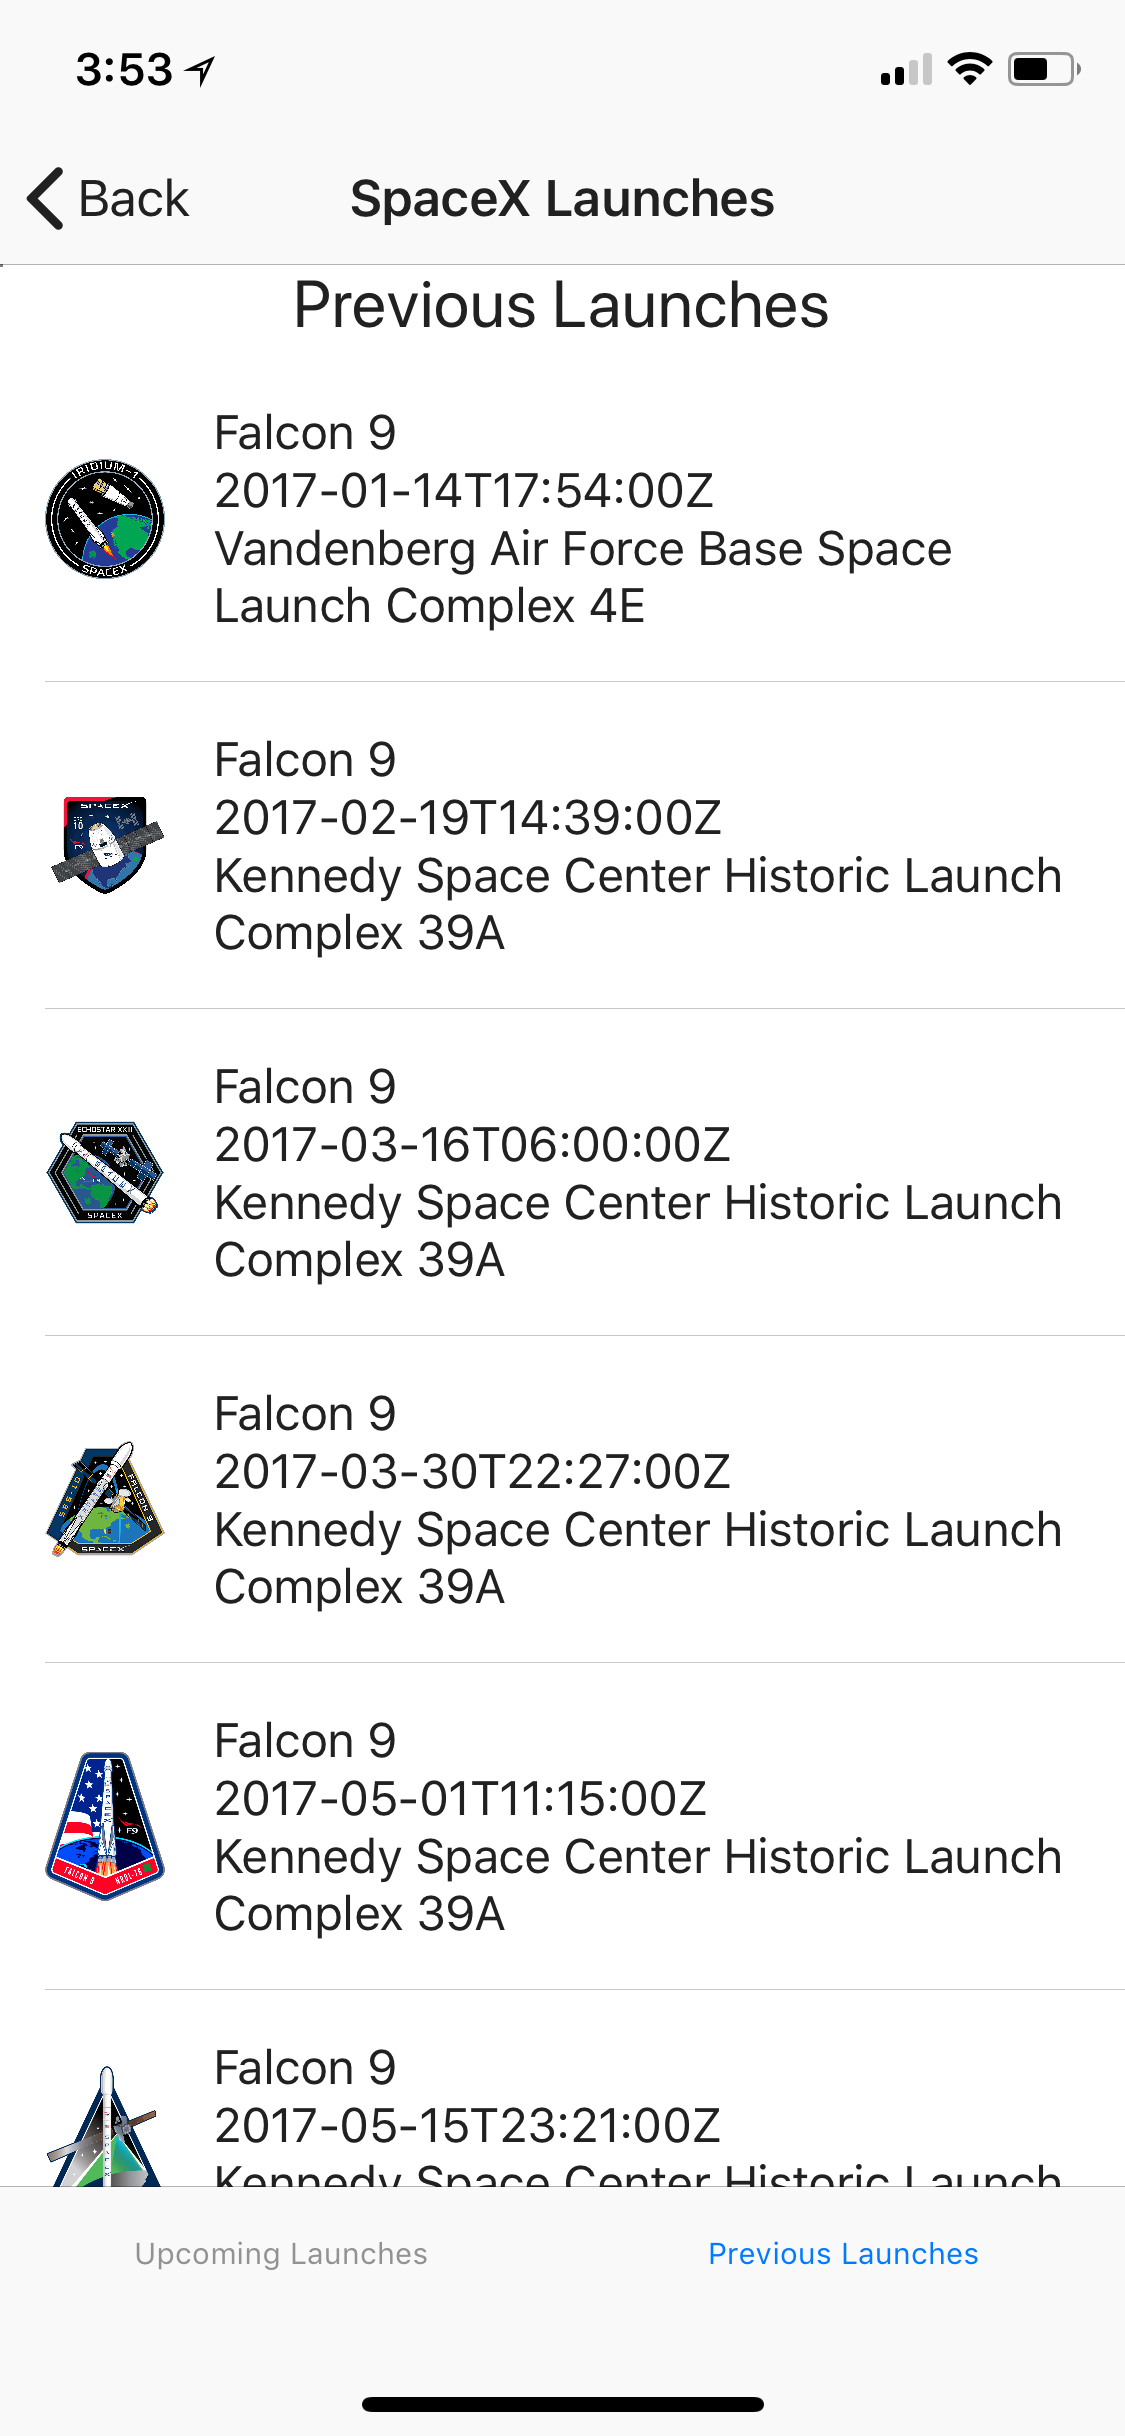 3:53
Back
SpaceX Launches
Previous Launches
IRIDIUM-1
SPACEX
Falcon 9
2017-01-14T17:54:00Z
Vandenberg Air Force Base Space
Launch Complex 4E
SPACEX
Falcon 9
2017-02-19T14:39:00Z
Kennedy Space Center Historic Launch
Complex 39A
ECHOSTAR XXIII
SPACEX
Falcon 9
2017-03-16T06:00:00Z
Kennedy Space Center Historic Launch
Complex 39A
SES-10
FALCON 9
SPACEX
Falcon 9
2017-03-30T22:27:00Z
Kennedy Space Center Historic Launch
Complex 39A
F9
FALCON 9
NROL-76
Falcon 9
2017-05-01T11:15:00Z
Kennedy Space Center Historic Launch
Complex 39A
Falcon 9
2017-05-15T23:21:00Z
Kennedy Space Center Historic Launch
Upcoming Launches
Previous Launches